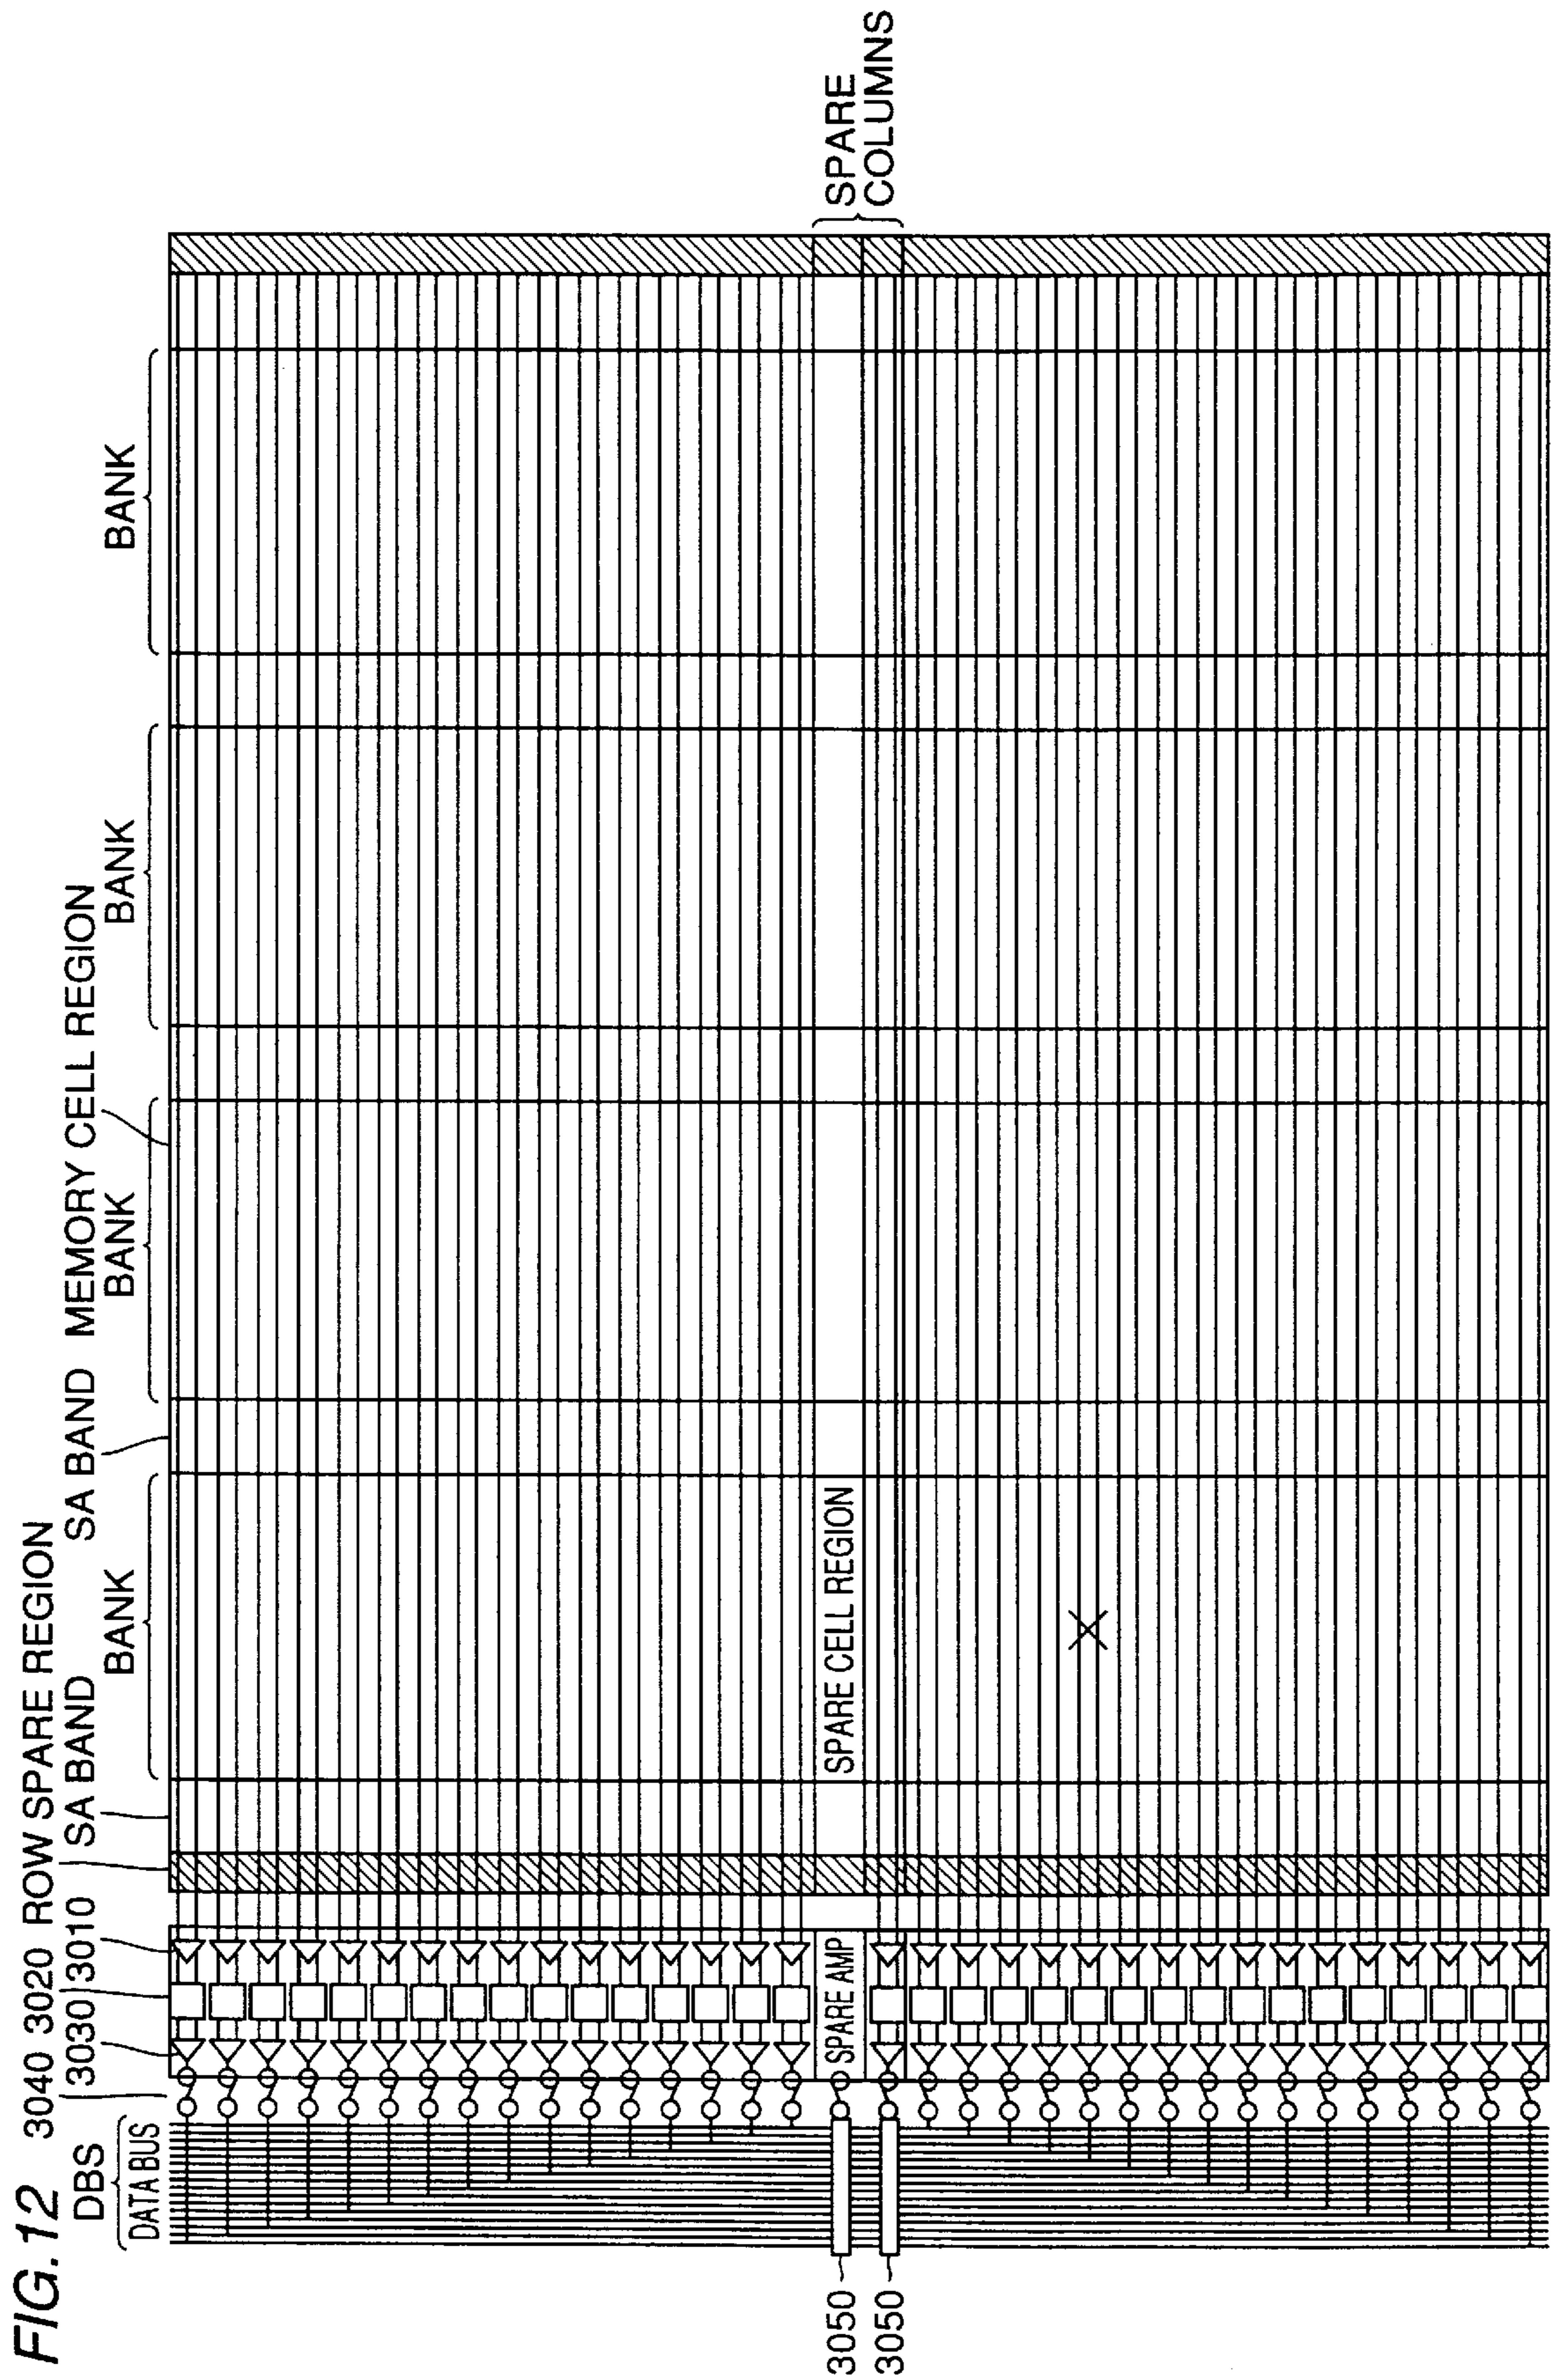 FIG.12
DBS
DATA BUS
3040
3030
3020
3010
ROW SPARE REGION
SA BAND
SA BAND
MEMORY CELL REGION
BANK
BANK
BANK
BANK
SPARE CELL REGION
SPARE AMP
SPARE
COLUMNS
3050
3050